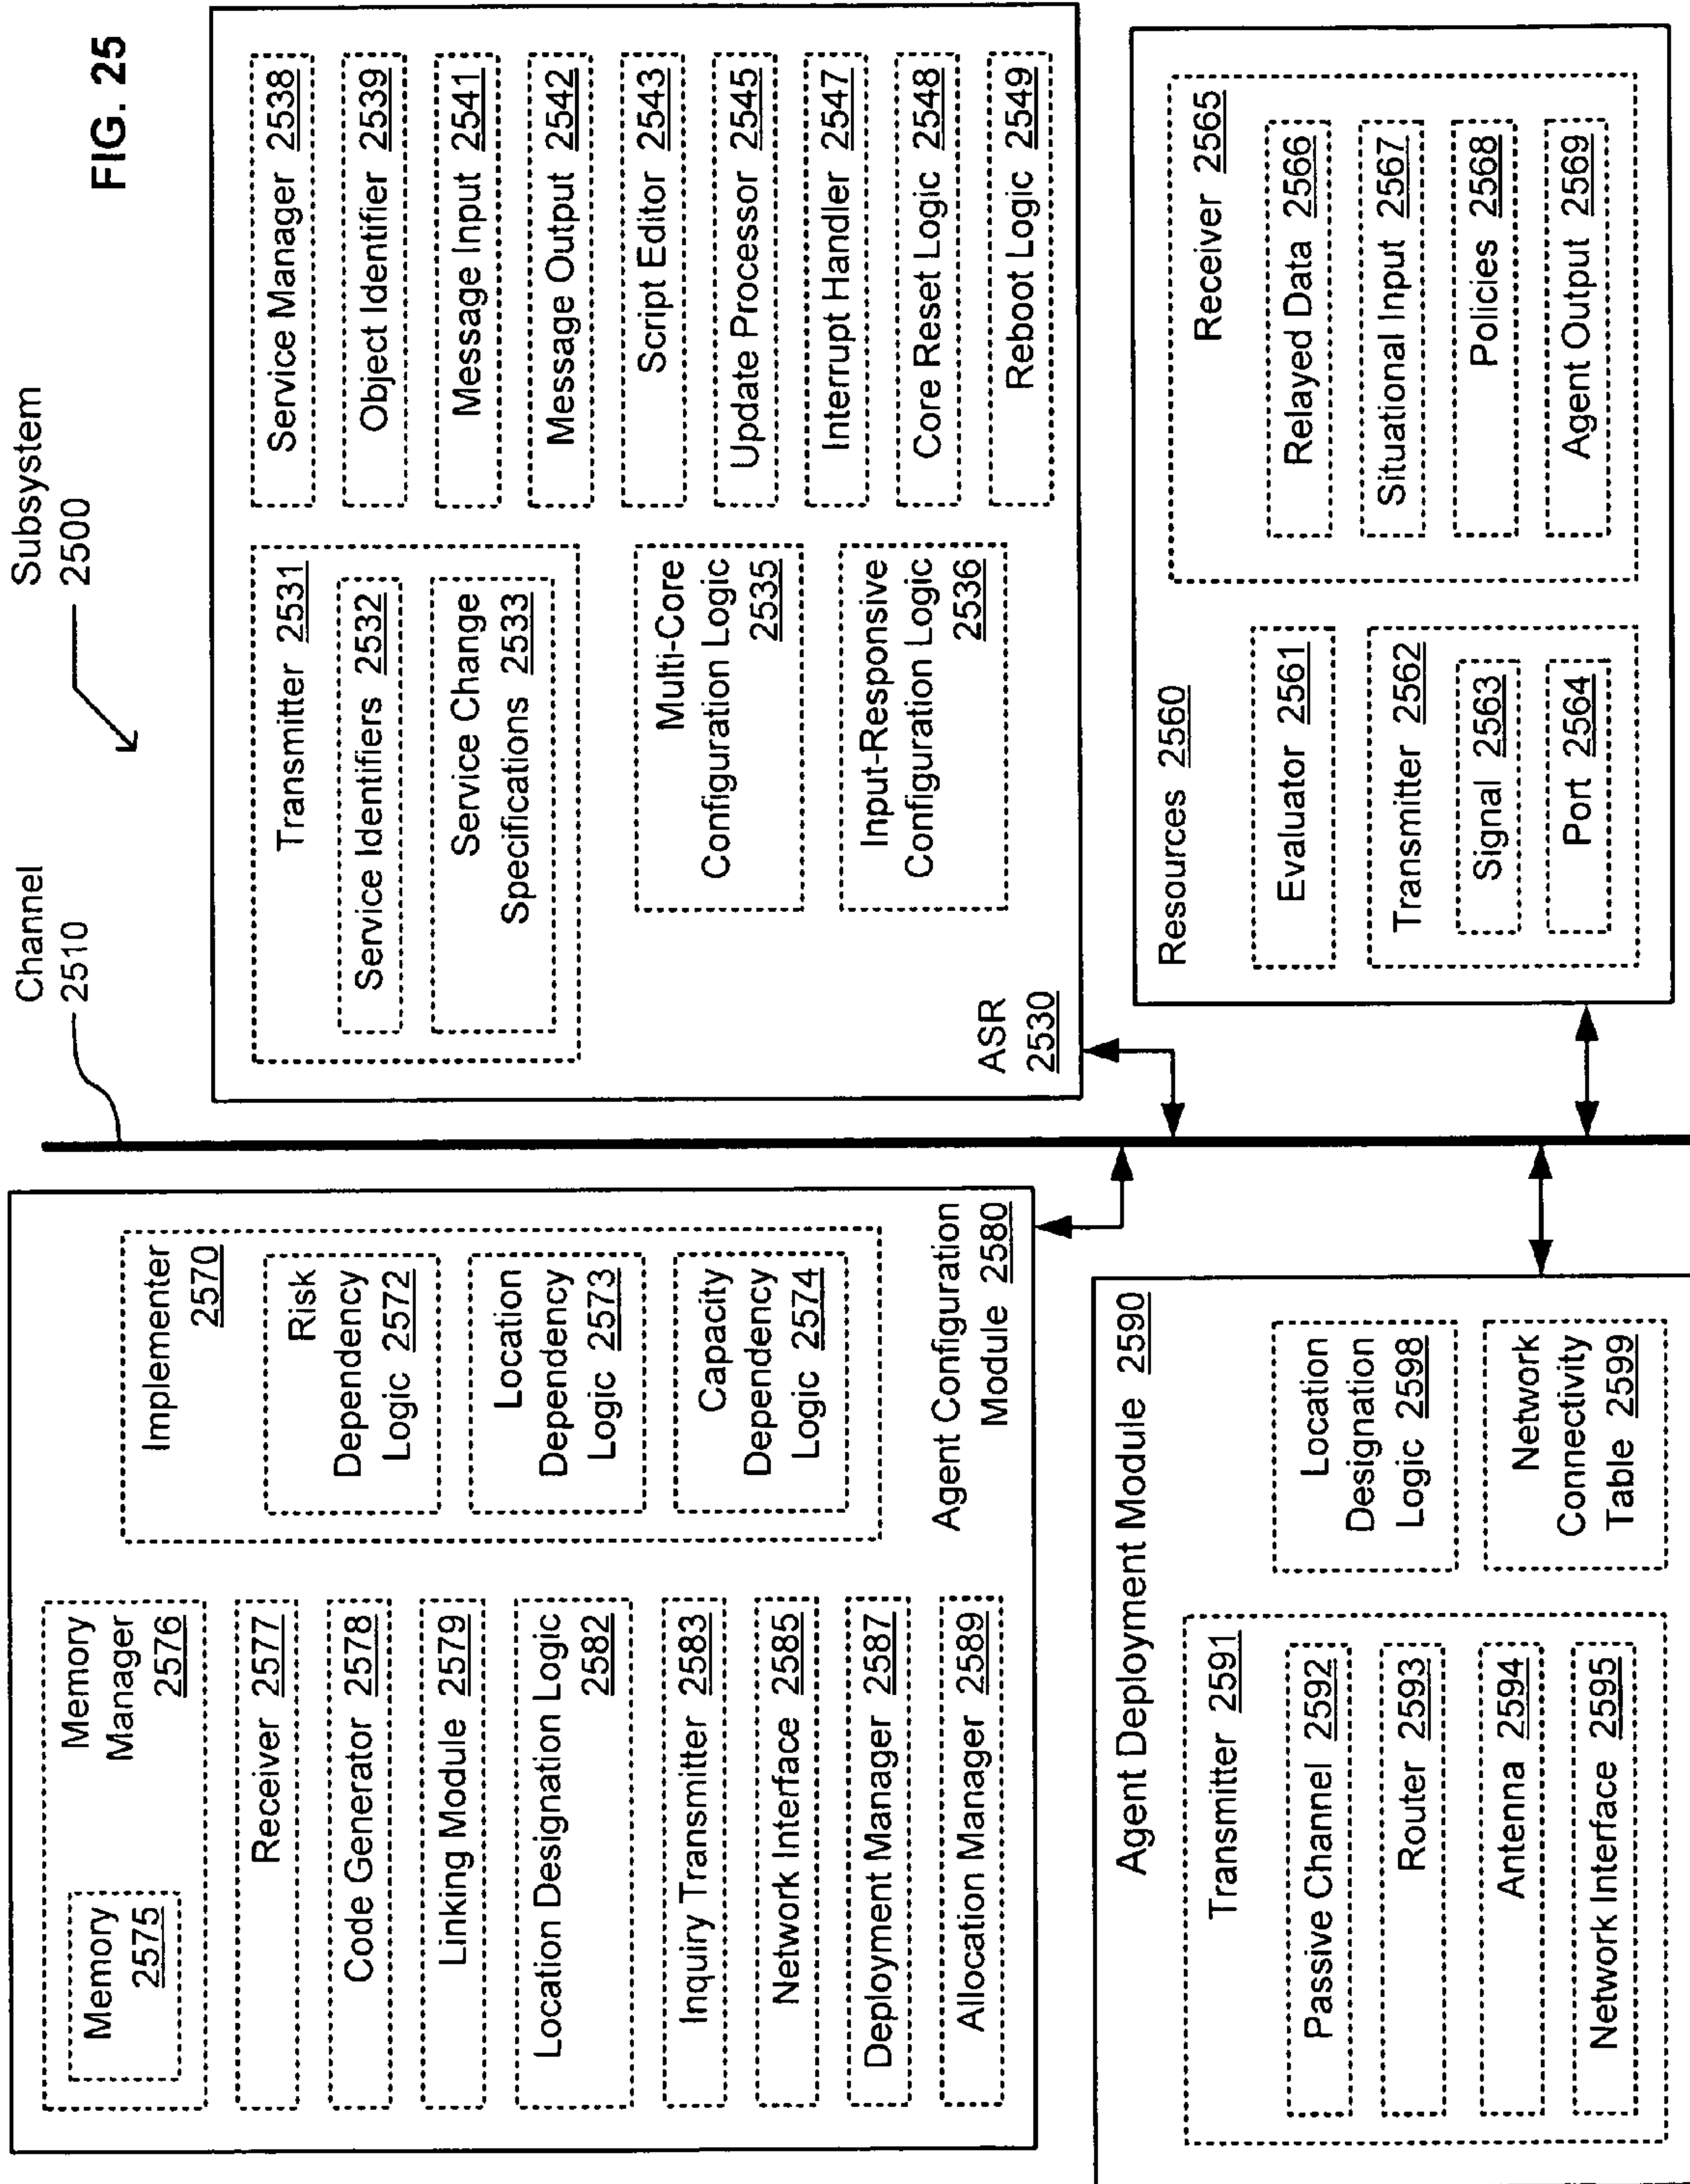 FIG. 25
Subsystem
2500
Channel
2510
Memory
Manager
2576
Memory
2575
Receiver 2577
Code Generator 2578
Linking Module 2579
Location Designation Logic
2582
Inquiry Transmitter 2583
Network Interface 2585
Deployment Manager 2587
Allocation Manager 2589
Implementer
2570
Risk
Dependency
Logic 2572
Location
Dependency
Logic 2573
Capacity
Dependency
Logic 2574
Agent Configuration
Module 2580
Transmitter 2531
Service Identifiers 2532
Service Change
Specifications 2533
Multi-Core
Configuration Logic
2535
Input-Responsive
Configuration Logic
2536
ASR
2530
Service Manager 2538
Object Identifier 2539
Message Input 2541
Message Output 2542
Script Editor 2543
Update Processor 2545
Interrupt Handler 2547
Core Reset Logic 2548
Reboot Logic 2549
Agent Deployment Module 2590
Transmitter 2591
Passive Channel 2592
Router 2593
Antenna 2594
Network Interface 2595
Location
Designation
Logic 2598
Network
Connectivity
Table 2599
Resources 2560
Evaluator 2561
Transmitter 2562
Signal 2563
Port 2564
Receiver 2565
Relayed Data 2566
Situational Input 2567
Policies 2568
Agent Output 2569